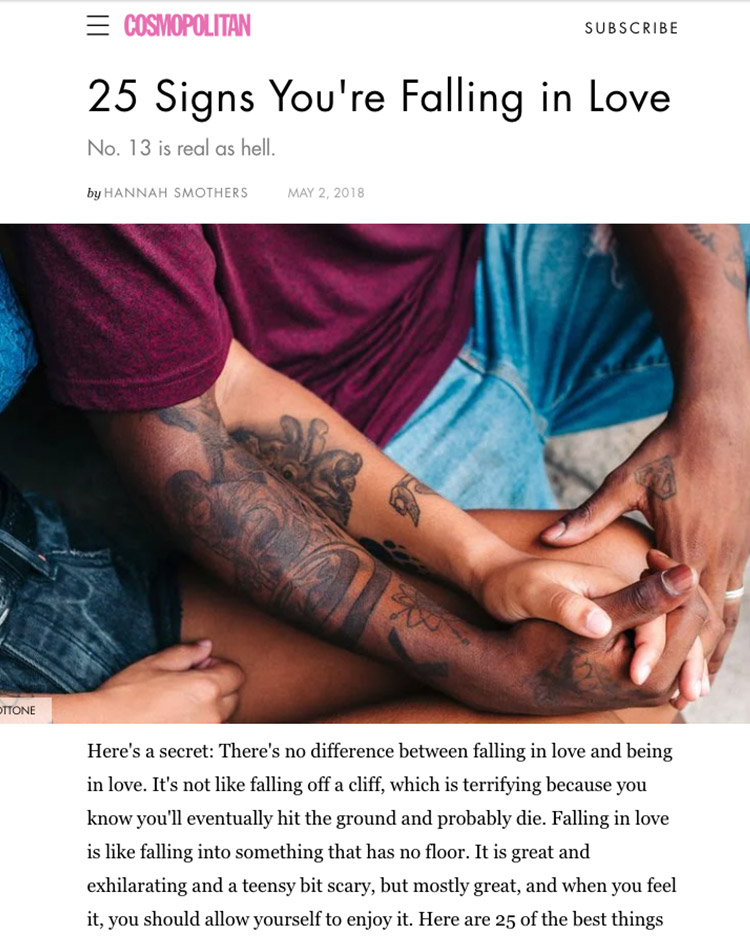 COSMOPOLITAN
SUBSCRIBE
25 Signs You're Falling in Love
No. 13 is real as hell.
by HANNAH SMOTHERS MAY 2, 2018
OTTONE
Here's a secret: There's no difference between falling in love and being
in love. It's not like falling off a cliff, which is terrifying because you
know you'll eventually hit the ground and probably die. Falling in love
is like falling into something that has no floor. It is great and
exhilarating and a teensy bit scary, but mostly great, and when you feel
it, you should allow yourself to enjoy it. Here are 25 of the best things